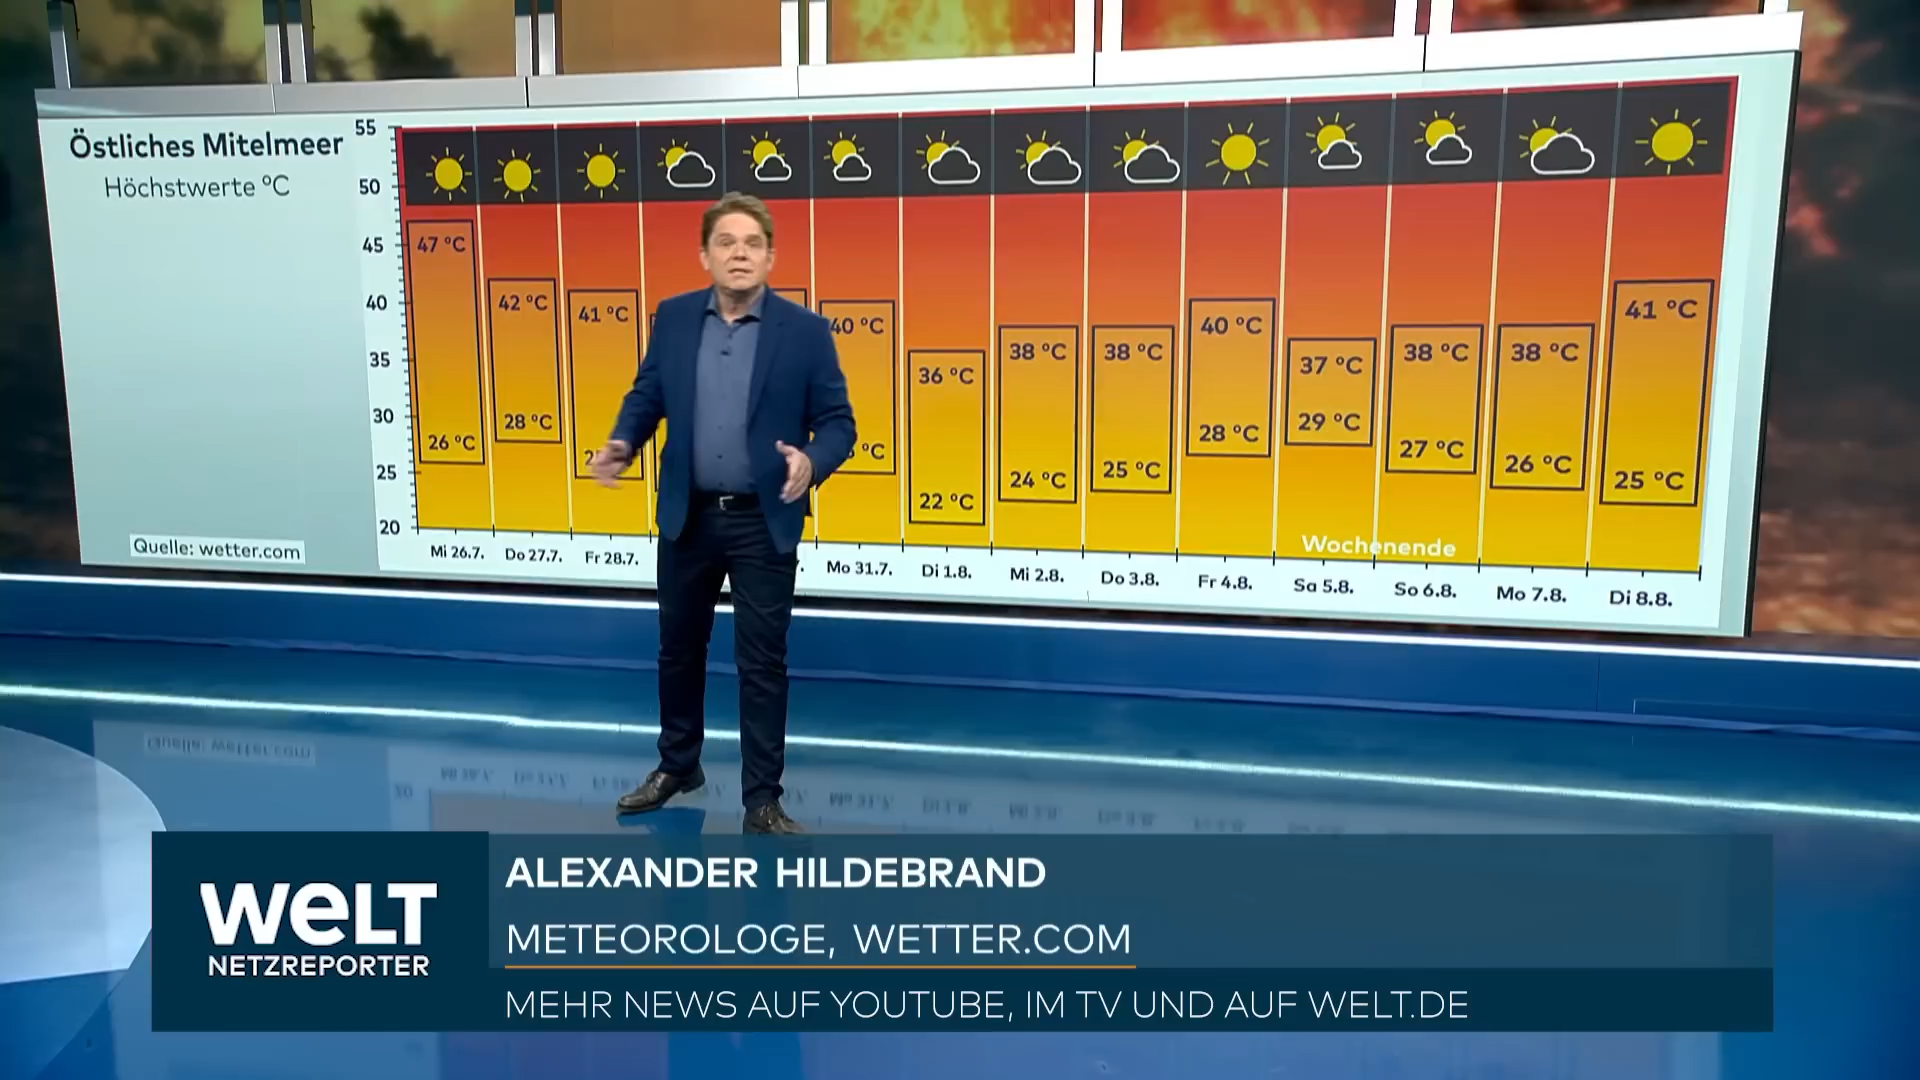 Östliches Mitelmeer
Höchstwerte °C
55
50
45
40
35
30
25
20
47 °C
42 °C
41 °C
40 °C
36 °C
38 °C
38 °C
40 °C
37 °C
38 °C
38 °C
41 °C
26 °C
28 °C
°C
22 °C
24 °C
25 °C
28 °C
29 °C
27 °C
26 °C
25 °C
Wochenende
Mi 26.7.
Do 27.7.
Fr 28.7.
Mo 31.7.
Di 1.8.
Mi 2.8.
Do 3.8.
Fr 4.8.
Sa 5.8.
So 6.8.
Mo 7.8.
Di 8.8.
Quelle: wetter.com
WELT
NETZREPORTER
ALEXANDER HILDEBRAND
METEOROLOGE, WETTER.COM
MEHR NEWS AUF YOUTUBE, IM TV UND AUF WELT.DE